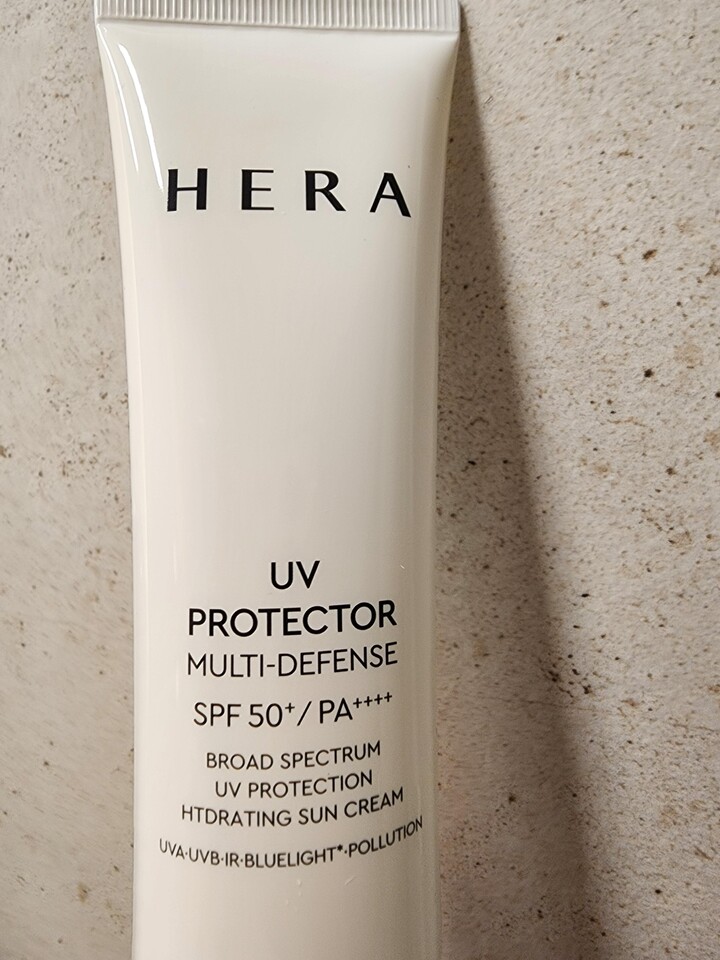 HERA
UV
PROTECTOR
MULTI-DEFENSE
SPF 50⁺/PA⁺⁺⁺⁺
BROAD SPECTRUM
UV PROTECTION
HTDRATING SUN CREAM
UVA·UVB·IR·BLUELIGHT*·POLLUTION